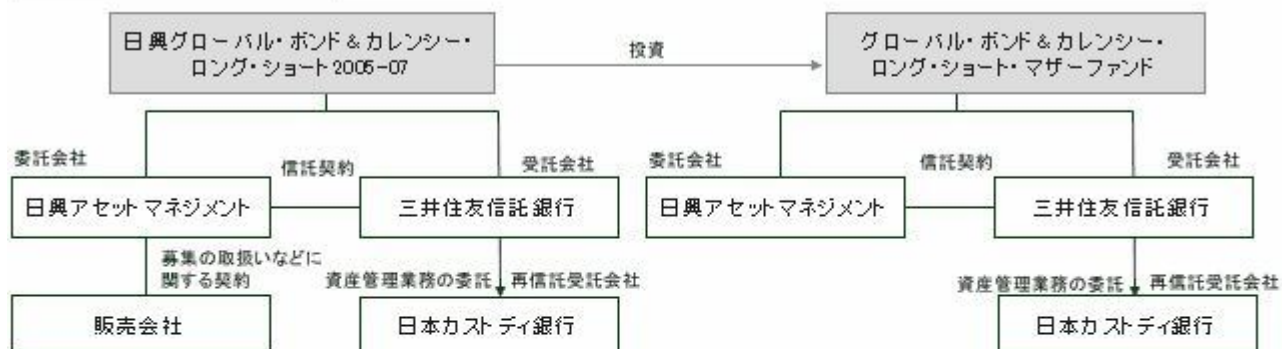 日興グローバル・ボンド＆カレンシー・
ロング・ショート2005-07
投資
グローバル・ボンド＆カレンシー・
ロング・ショート・マザーファンド
委託会社
信託契約
受託会社
委託会社
信託契約
受託会社
日興アセットマネジメント
三井住友信託銀行
日興アセットマネジメント
三井住友信託銀行
募集の取扱いなどに
関する契約
資産管理業務の委託
再信託受託会社
資産管理業務の委託
再信託受託会社
販売会社
日本カストディ銀行
日本カストディ銀行